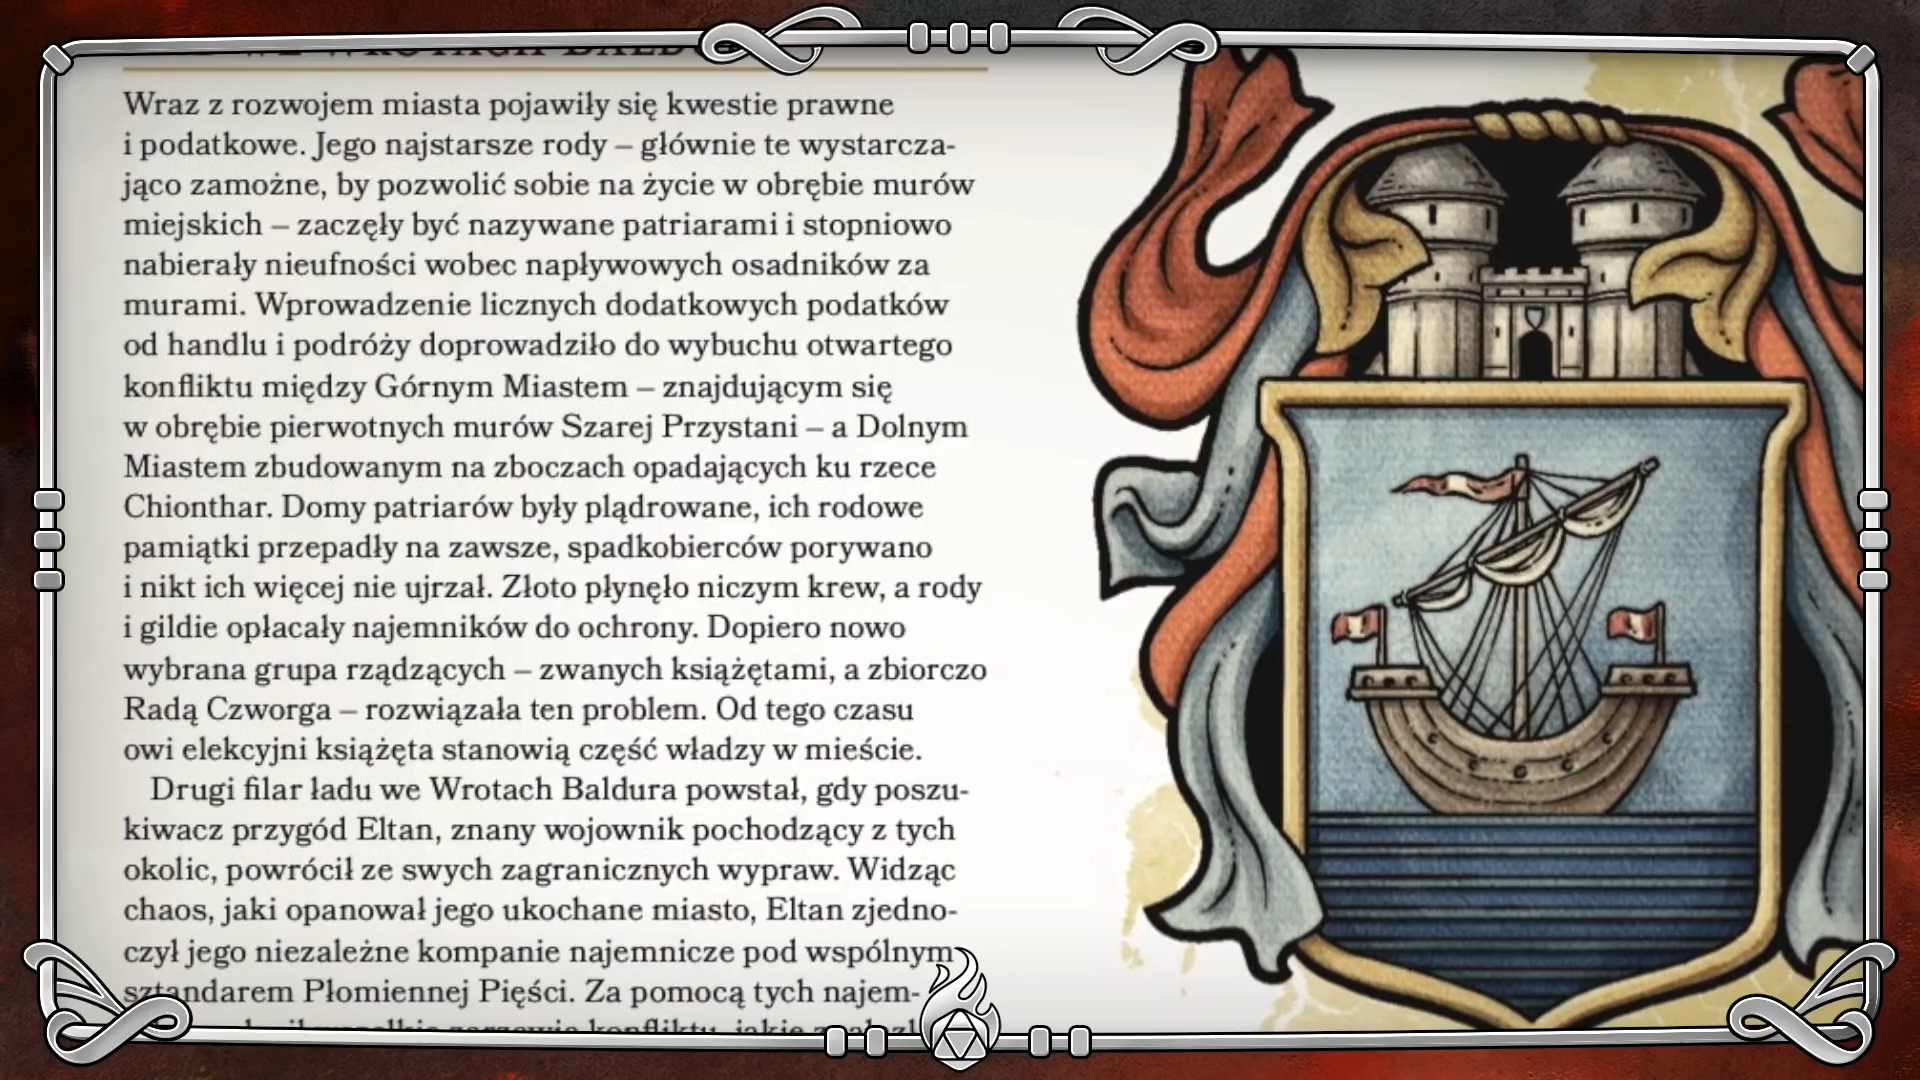 Wraz z rozwojem miasta pojawiły się kwestie prawne
i podatkowe. Jego najstarsze rody – głównie te wystarcza-
jąco zamożne, by pozwolić sobie na życie w obrębie murów
miejskich – zaczęły być nazywane patriarami i stopniowo
nabierały nieufności wobec napływowych osadników za
murami. Wprowadzenie licznych dodatkowych podatków
od handlu i podróży doprowadziło do wybuchu otwartego
konfliktu między Górnym Miastem – znajdującym się
w obrębie pierwotnych murów Szarej Przystani – a Dolnym
Miastem zbudowanym na zboczach opadających ku rzece
Chionthar. Domy patriarów były plądrowane, ich rodowe
pamiątki przepadły na zawsze, spadkobierców porywano
i nikt ich więcej nie ujrzał. Złoto płynęło niczym krew, a rody
i gildie opłacały najemników do ochrony. Dopiero nowo
wybrana grupa rządzących – zwanych książętami, a zbiorczo
Radą Czworga – rozwiązała ten problem. Od tego czasu
owi elekcyjni książęta stanowią część władzy w mieście.
Drugi filar ładu we Wrotach Baldura powstał, gdy poszu-
kiwacz przygód Eltan, znany wojownik pochodzący z tych
okolic, powrócił ze swych zagranicznych wypraw. Widząc
chaos, jaki opanował jego ukochane miasto, Eltan zjedno-
czył jego niezależne kompanie najemnicze pod wspólnym
sztandarem Płomiennej Pięści. Za pomocą tych najem-
konfliktu, jakie